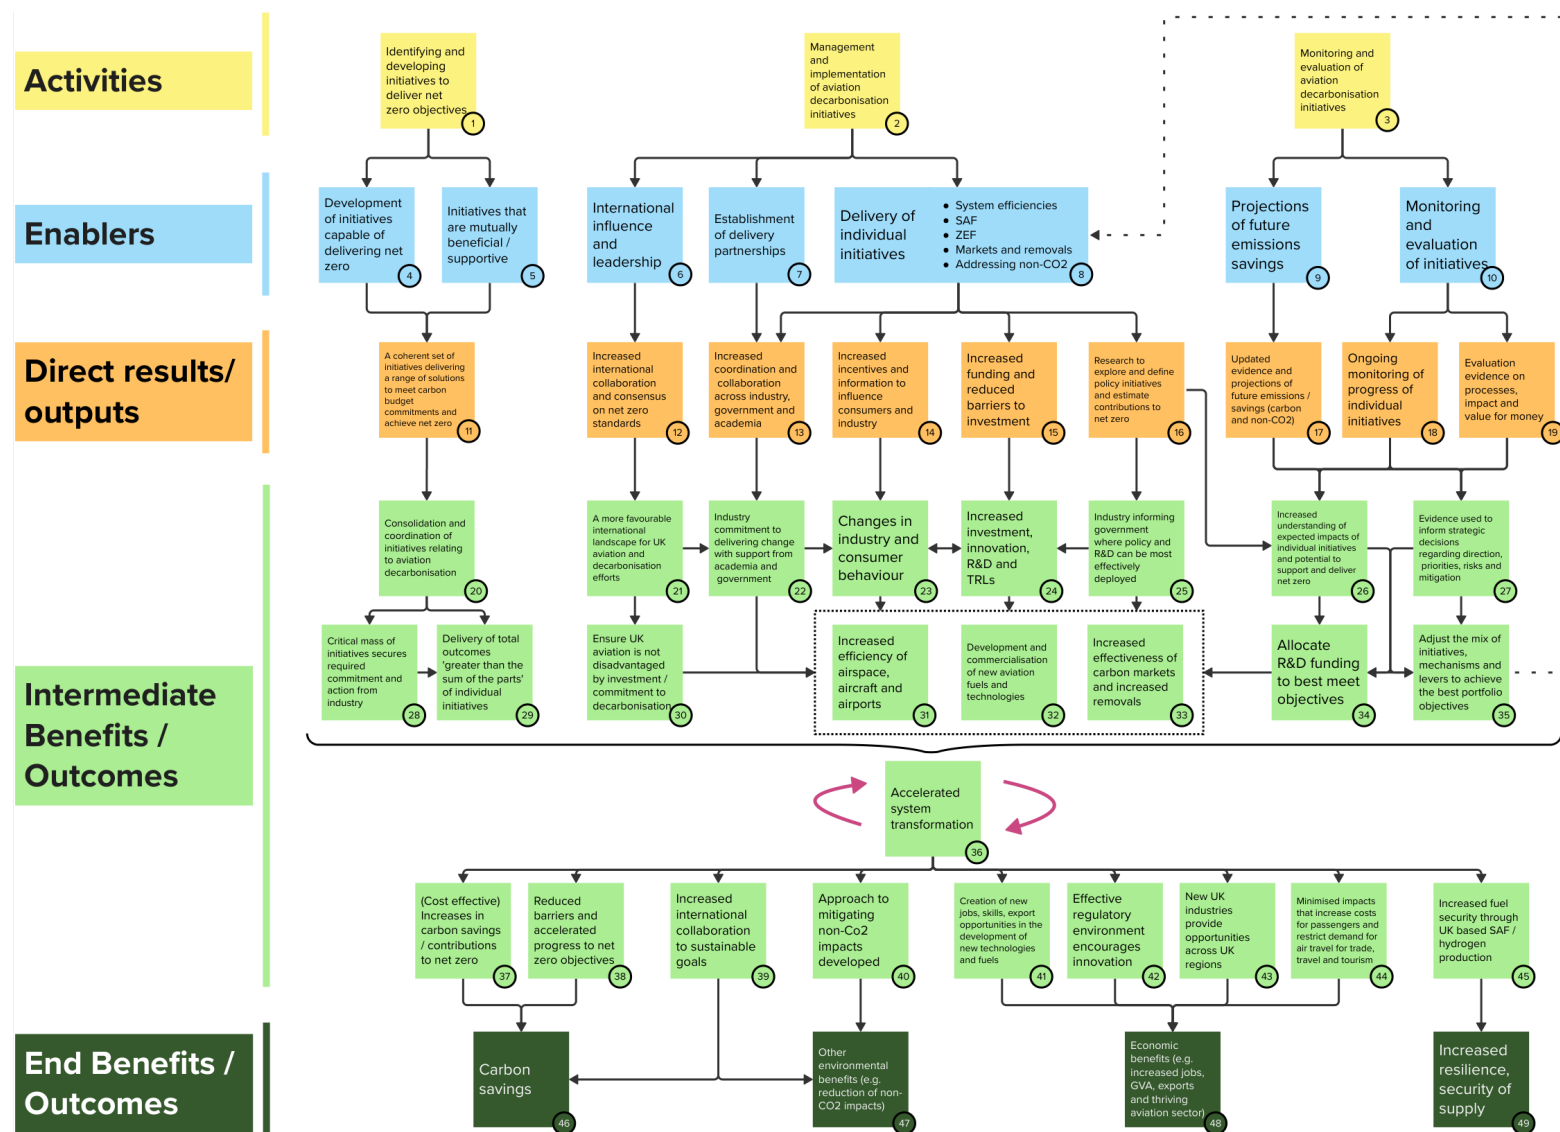 Activities
Identifying and
developing
initiatives to
deliver net
zero objectives
1
Management
and
implementation
of aviation
decarbonisation
initiatives
2
Monitoring and
evaluation of
aviation
decarbonisation
initiatives
3
Enablers
Development
of initiatives
capable of
delivering net
zero
4
Initiatives that
are mutually
beneficial /
supportive
5
International
influence
and
leadership
6
Establishment
of delivery
partnerships
7
Delivery of
individual
initiatives
• System efficiencies
• SAF
• ZEF
• Markets and removals
• Addressing non-CO2
8
Projections
of future
emissions
savings
9
Monitoring
and
evaluation
of initiatives
10
Direct results/
outputs
A coherent set of
initiatives delivering
a range of solutions
to meet carbon
budget
commitments and
achieve net zero
11
Increased
international
collaboration
and consensus
on net zero
standards
12
Increased
coordination and
collaboration
across industry,
government and
academia
13
Increased
incentives and
information to
influence
consumers and
industry
14
Increased
funding and
reduced
barriers to
investment
15
Research to
explore and define
policy initiatives
and estimate
contributions to
net zero
16
Updated
evidence and
projections of
future emissions /
savings (carbon
and non-CO2)
17
Ongoing
monitoring of
progress of
individual
initiatives
18
Evaluation
evidence on
processes,
impact and
value for money
19
Intermediate
Benefits /
Outcomes
Consolidation and
coordination of
initiatives relating
to aviation
decarbonisation
20
A more favourable
international
landscape for UK
aviation and
decarbonisation
efforts
21
Industry
commitment to
delivering change
with support from
academia and
government
22
Changes in
industry and
consumer
behaviour
23
Increased
investment,
innovation,
R&D and
TRLs
24
Industry informing
government
where policy and
R&D can be most
effectively
deployed
25
Increased
understanding of
expected impacts of
individual initiatives
and potential to
support and deliver
net zero
26
Evidence used to
inform strategic
decisions
regarding direction,
priorities, risks and
mitigation
27
Critical mass of
initiatives secures
required
commitment and
action from
industry
28
Delivery of total
outcomes
'greater than the
sum of the parts'
of individual
initiatives
29
Ensure UK
aviation is not
disadvantaged
by investment /
commitment to
decarbonisation
30
Increased
efficiency of
airspace,
aircraft and
airports
31
Development and
commercialisation
of new aviation
fuels and
technologies
32
Increased
effectiveness of
carbon markets
and increased
removals
33
Allocate
R&D funding
to best meet
objectives
34
Adjust the mix of
initiatives,
mechanisms and
levers to achieve
the best portfolio
objectives
35
Accelerated
system
transformation
36
(Cost effective)
Increases in
carbon savings
/ contributions
to net zero
37
Reduced
barriers and
accelerated
progress to net
zero objectives
38
Increased
international
collaboration
to sustainable
goals
39
Approach to
mitigating
non-Co2
impacts
developed
40
Creation of new
jobs, skills, export
opportunities in the
development of
new technologies
and fuels
41
Effective
regulatory
environment
encourages
innovation
42
New UK
industries
provide
opportunities
across UK
regions
43
Minimised impacts
that increase costs
for passengers and
restrict demand for
air travel for trade,
travel and tourism
44
Increased fuel
security through
UK based SAF /
hydrogen
production
45
End Benefits /
Outcomes
Carbon
savings
46
Other
environmental
benefits (e.g.
reduction of non-
CO2 impacts)
47
Economic
benefits (e.g.
increased jobs,
GVA, exports
and thriving
aviation sector)
48
Increased
resilience,
security of
supply
49